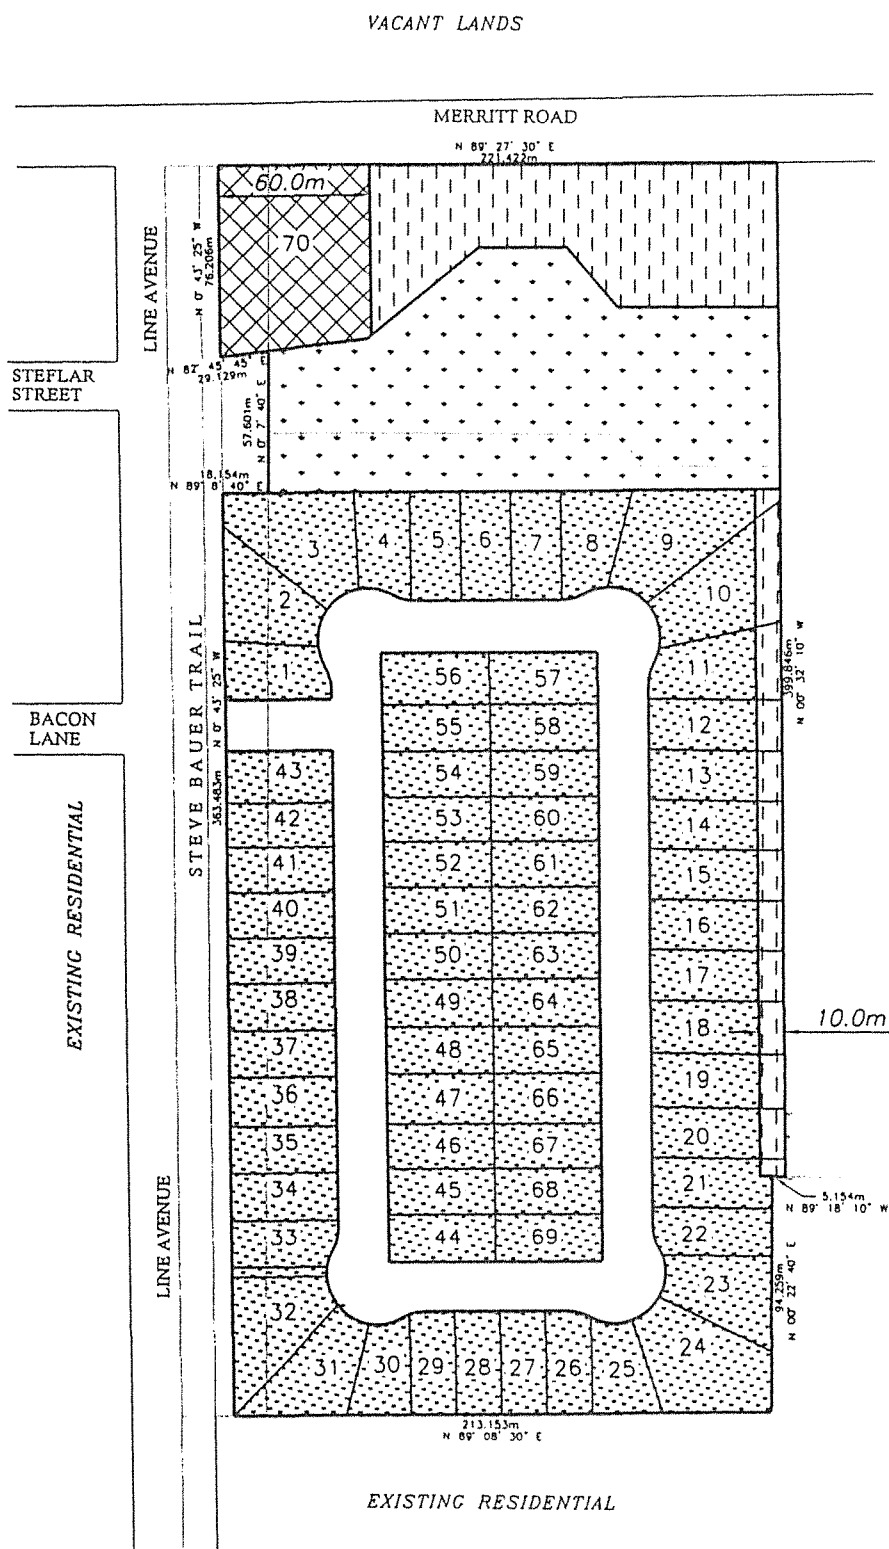 VACANT LANDS
MERRITT ROAD
N 89° 27' 30" E
221.422m
60.0m
70
N 0° 43' 25" W
76.206m
LINE AVENUE
N 82° 45' 45" E
29.129m
STEFLAR
STREET
57.601m
N 0° 7' 40" E
18.154m
N 89° 8' 40" E
3
4
5
6
7
8
9
2
10
1
11
56
57
BACON
LANE
STEVE BAUER TRAIL
N 0° 43' 25" W
363.483m
399.846m
N 00° 32' 10" W
55
58
12
43
54
59
13
42
53
60
14
41
52
61
15
40
51
62
16
39
50
63
17
38
49
64
18
10.0m
37
48
65
19
36
47
66
35
46
67
20
34
45
68
21
5.154m
N 89° 18' 10" W
33
44
69
22
EXISTING RESIDENTIAL
LINE AVENUE
23
94.259m
N 00° 22' 40" E
32
24
31
30
29
28
27
26
25
213.153m
N 89° 08' 30" E
EXISTING RESIDENTIAL